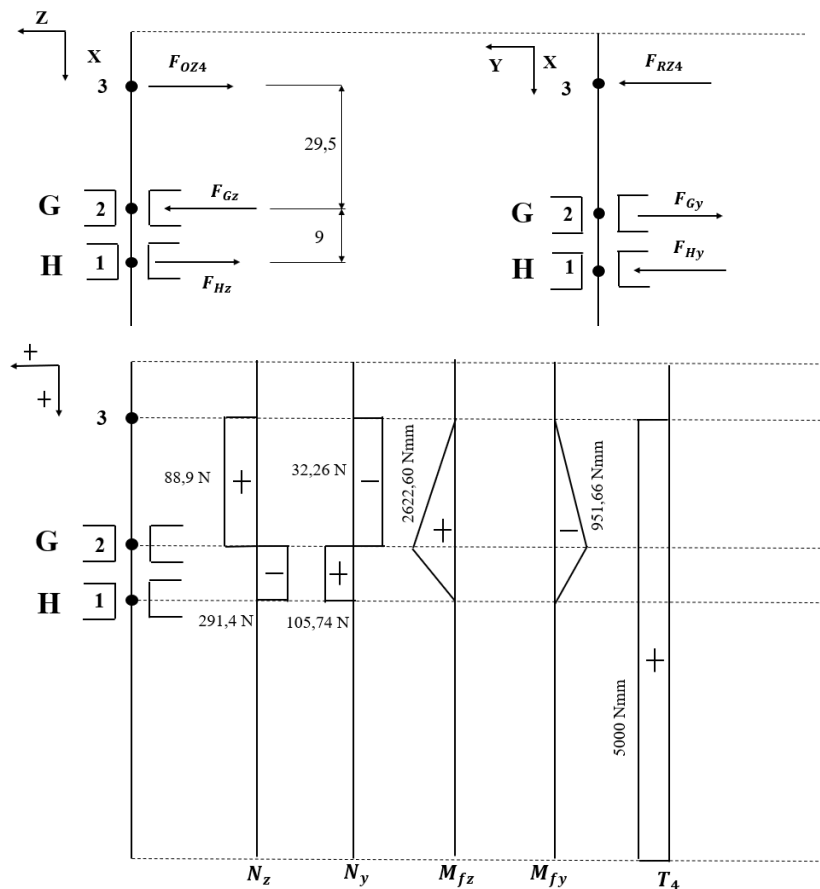 Z
X
3
F_OZ4
29,5
G
2
F_Gz
9
H
1
F_Hz
Y
X
3
F_RZ4
G
2
F_Gy
H
1
F_Hy
+
+
3
88,9 N
+
32,26 N
−
2622,60 Nmm
+
951,66 Nmm
−
G
2
H
1
−
+
291,4 N
105,74 N
5000 Nmm
+
N_z
N_y
M_fz
M_fy
T_4